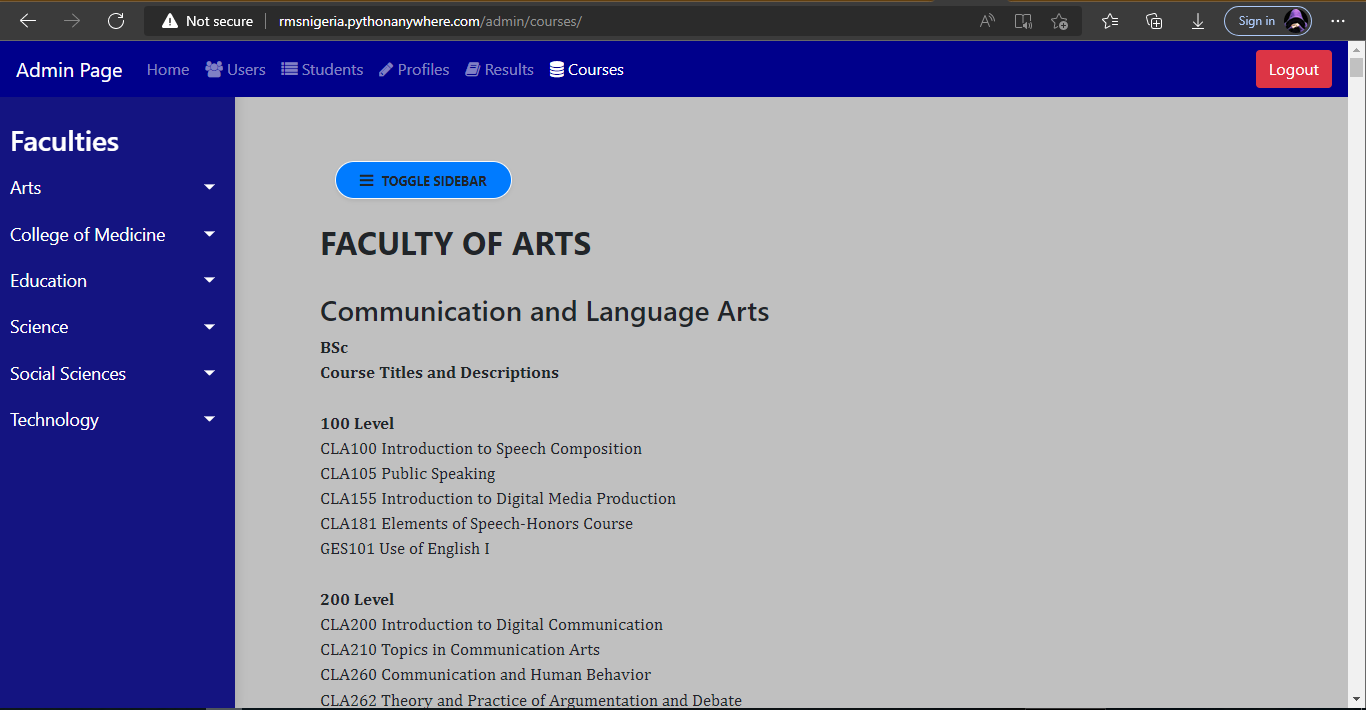 Not secure rmsnigeria.pythonanywhere.com/admin/courses/ Sign in
Admin Page Home Users Students Profiles Results Courses Logout
Faculties
Arts
College of Medicine
Education
Science
Social Sciences
Technology
TOGGLE SIDEBAR
FACULTY OF ARTS
Communication and Language Arts
BSc
Course Titles and Descriptions
100 Level
CLA100 Introduction to Speech Composition
CLA105 Public Speaking
CLA155 Introduction to Digital Media Production
CLA181 Elements of Speech-Honors Course
GES101 Use of English I
200 Level
CLA200 Introduction to Digital Communication
CLA210 Topics in Communication Arts
CLA260 Communication and Human Behavior
CLA262 Theory and Practice of Argumentation and Debate